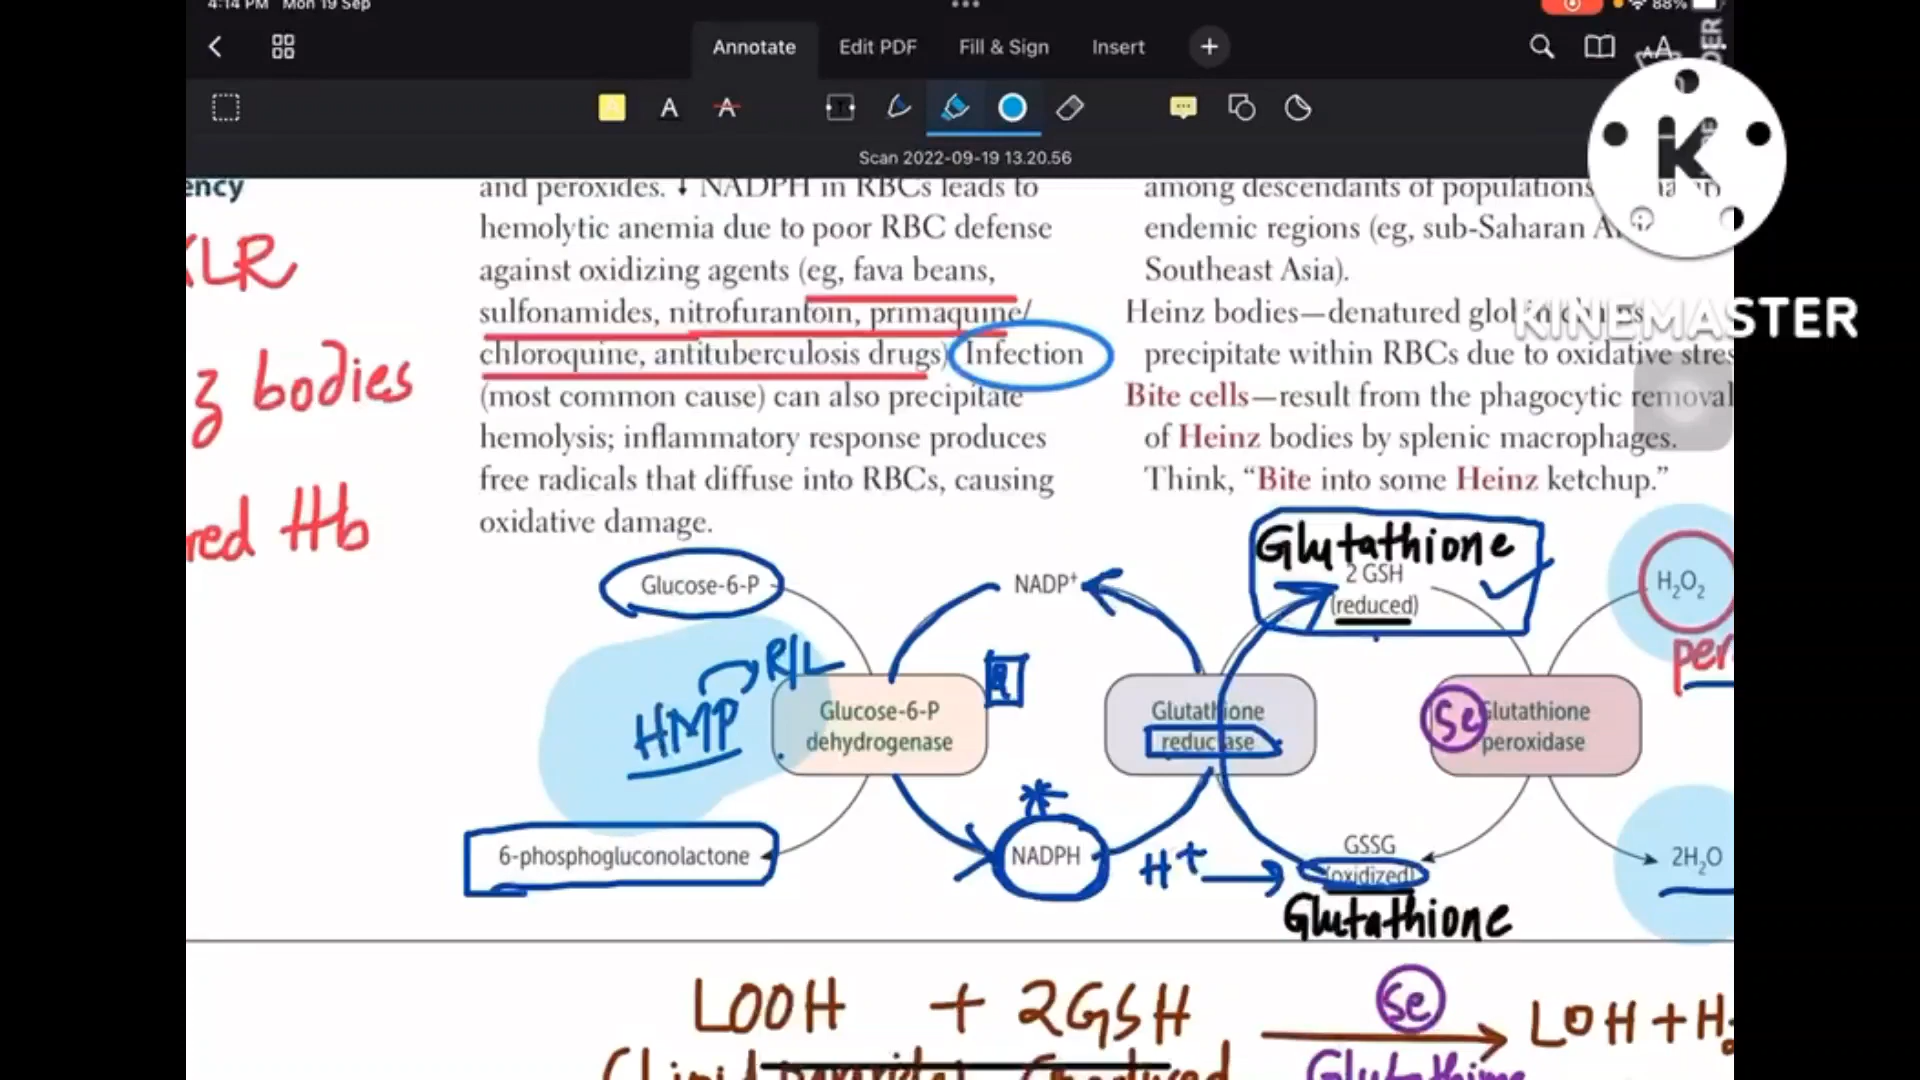 4:14 PM Mon 19 Sep
88%
Annotate Edit PDF Fill & Sign Insert
Scan 2022-09-19 13.20.56
KINEMASTER
ency
and peroxides. ↓ NADPH in RBCs leads to
hemolytic anemia due to poor RBC defense
against oxidizing agents (eg, fava beans,
sulfonamides, nitrofurantoin, primaquine/
chloroquine, antituberculosis drugs) Infection
(most common cause) can also precipitate
hemolysis; inflammatory response produces
free radicals that diffuse into RBCs, causing
oxidative damage.
among descendants of populations
endemic regions (eg, sub-Saharan
Southeast Asia).
Heinz bodies—denatured
precipitate within RBCs due to oxidative stres
Bite cells—result from the phagocytic removal
of Heinz bodies by splenic macrophages.
Think, “Bite into some Heinz ketchup.”
XLR
z bodies
red Hb
Glutathione
Glucose-6-P NADP+ 2 GSH
(reduced)
H2O2
per
R/L
HMP
Glucose-6-P
dehydrogenase
Glutathione
reductase
Se
Glutathione
peroxidase
6-phosphogluconolactone NADPH H+ GSSG
(oxidized)
2H2O
Glutathione
LOOH + 2GSH Se LOH + H2
(Lipid Glutathione